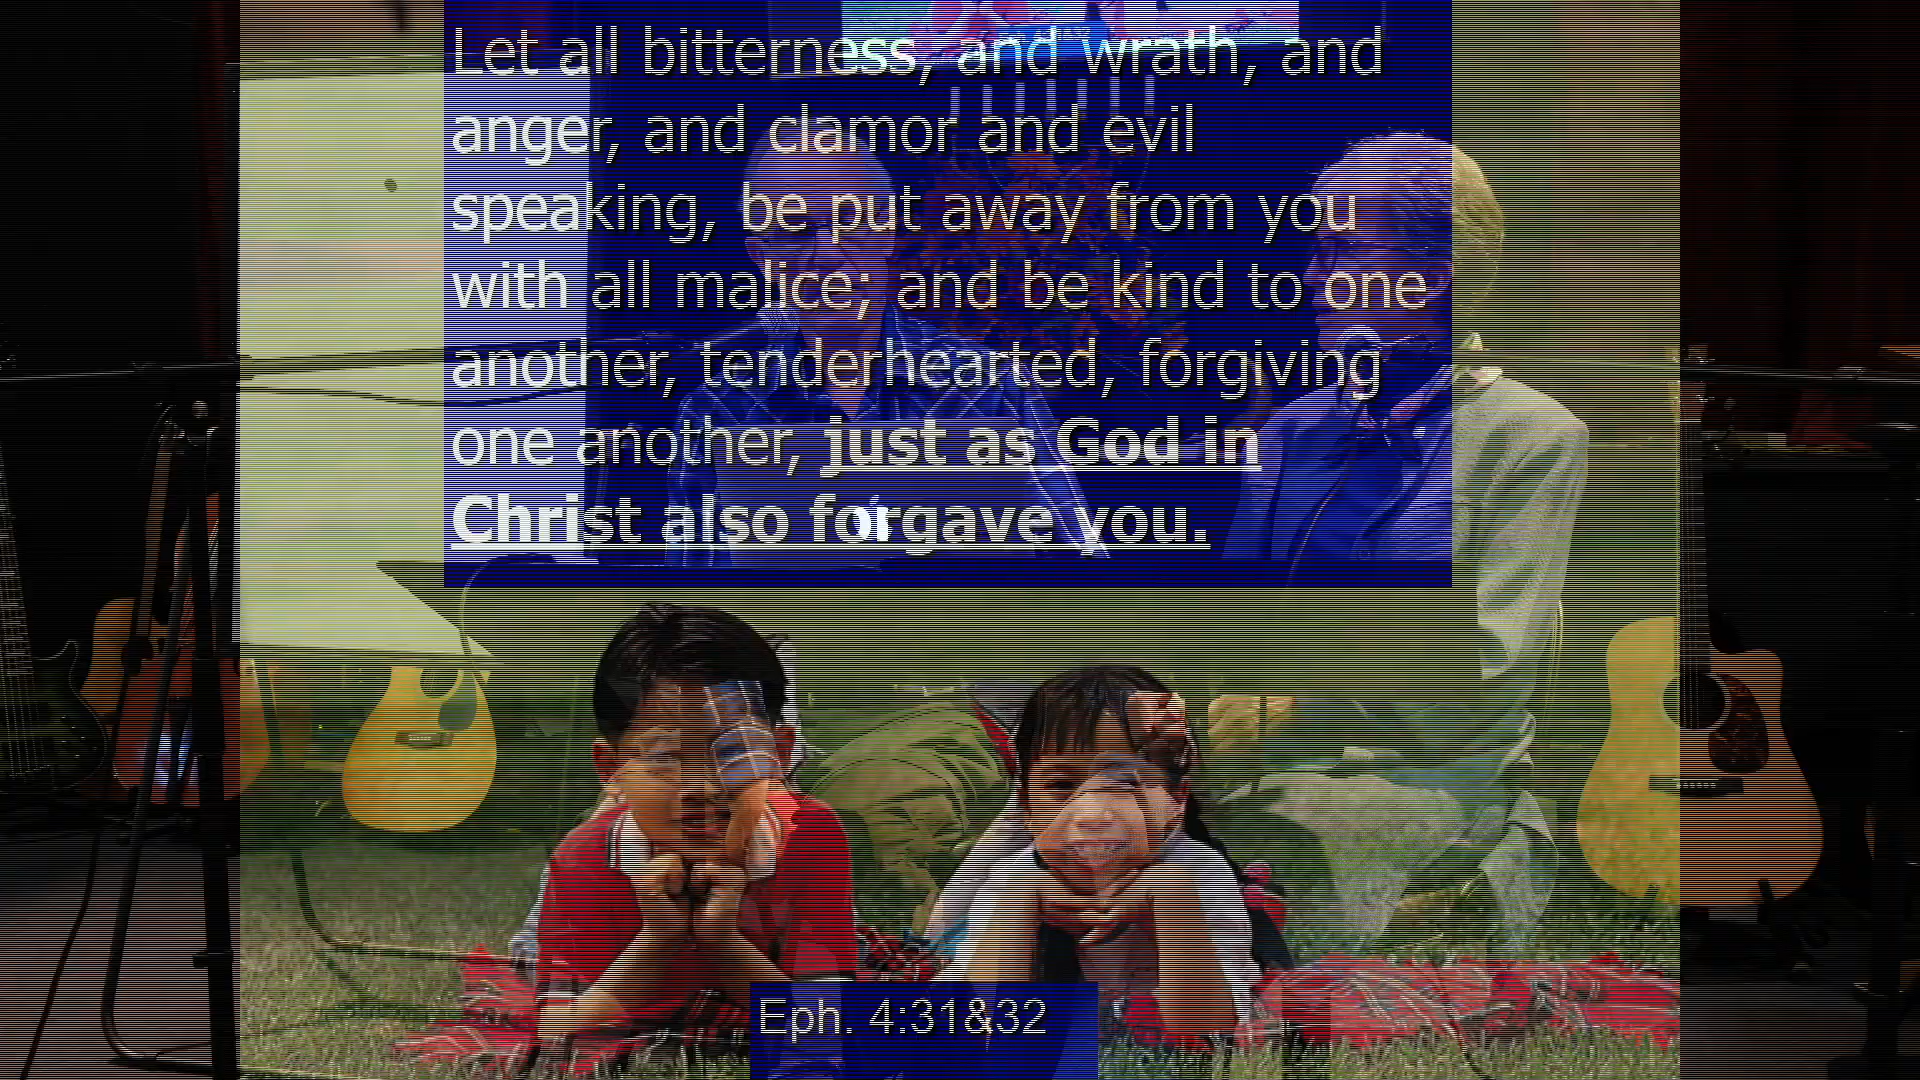 Let all bitterness, and wrath, and
anger, and clamor and evil
speaking, be put away from you
with all malice; and be kind to one
another, tenderhearted, forgiving
one another, just as God in
Christ also forgave you.
Eph. 4:31&32